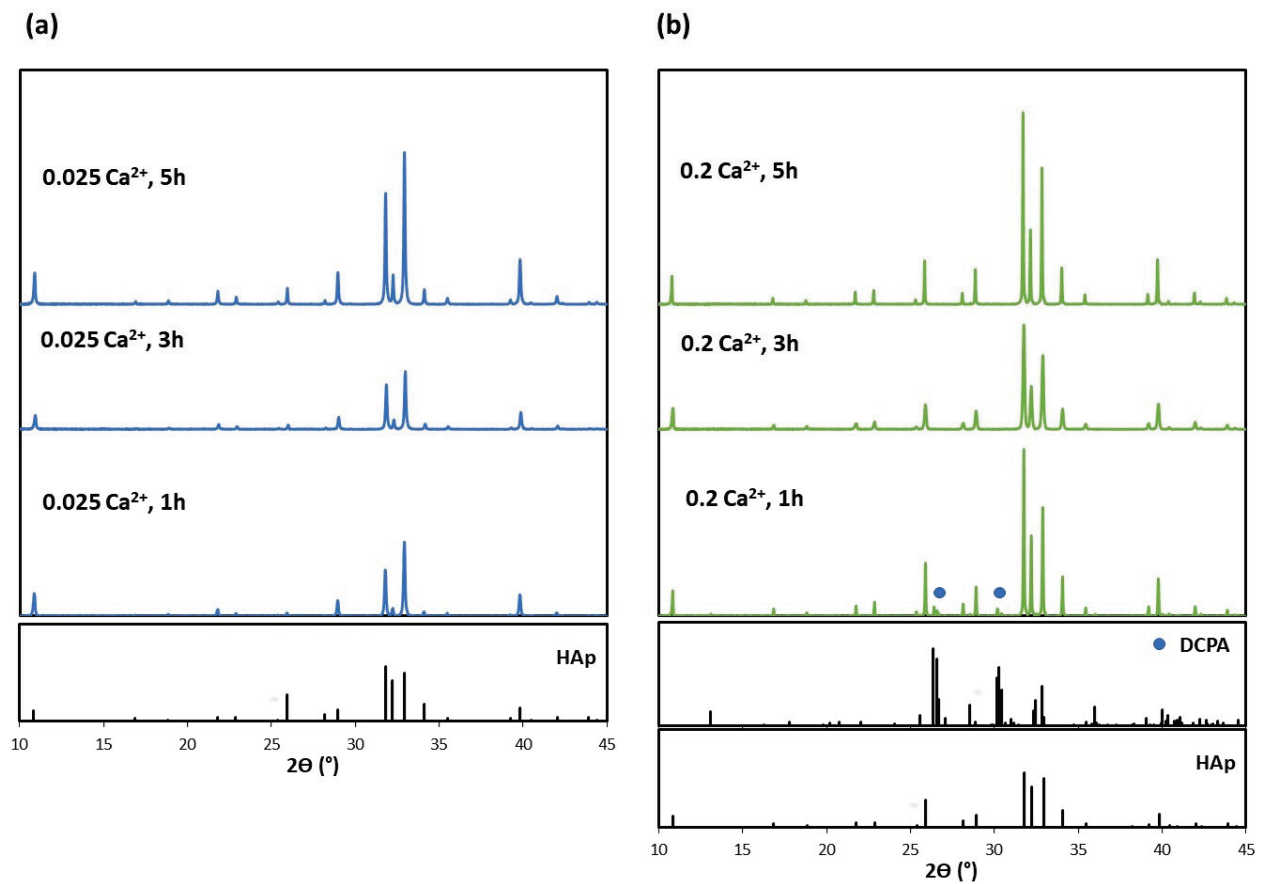 (a)
0.025 Ca²⁺, 5h
0.025 Ca²⁺, 3h
0.025 Ca²⁺, 1h
HAp
10 15 20 25 30 35 40 45
2ϴ (°)
(b)
0.2 Ca²⁺, 5h
0.2 Ca²⁺, 3h
0.2 Ca²⁺, 1h
DCPA
HAp
10 15 20 25 30 35 40 45
2ϴ (°)